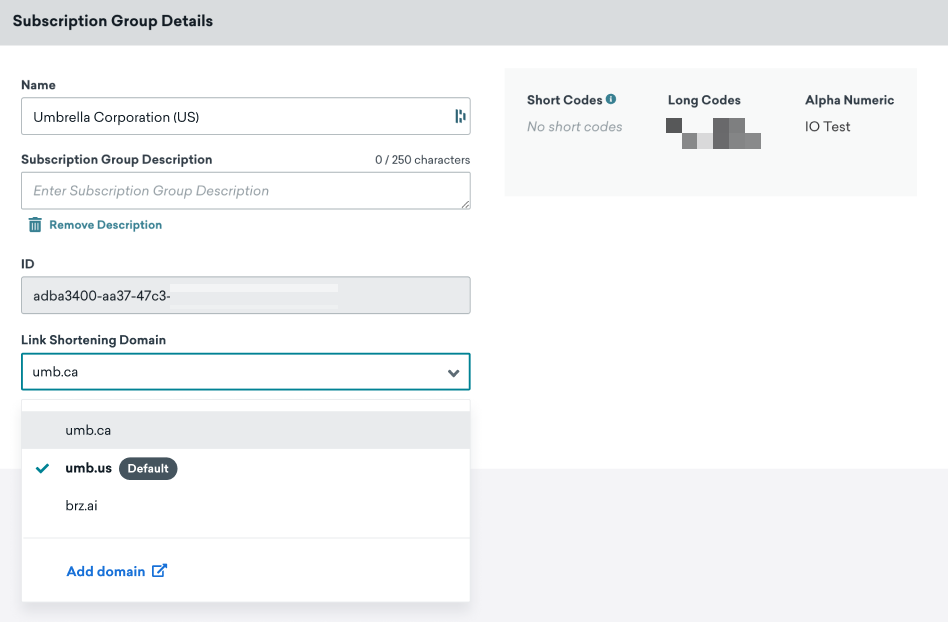 Subscription Group Details
Name
Umbrella Corporation (US)
Subscription Group Description
0 / 250 characters
Enter Subscription Group Description
Remove Description
ID
adba3400-aa37-47c3-
Link Shortening Domain
umb.ca
umb.ca
umb.us Default
brz.ai
Add domain
Short Codes
Long Codes
Alpha Numeric
No short codes
IO Test